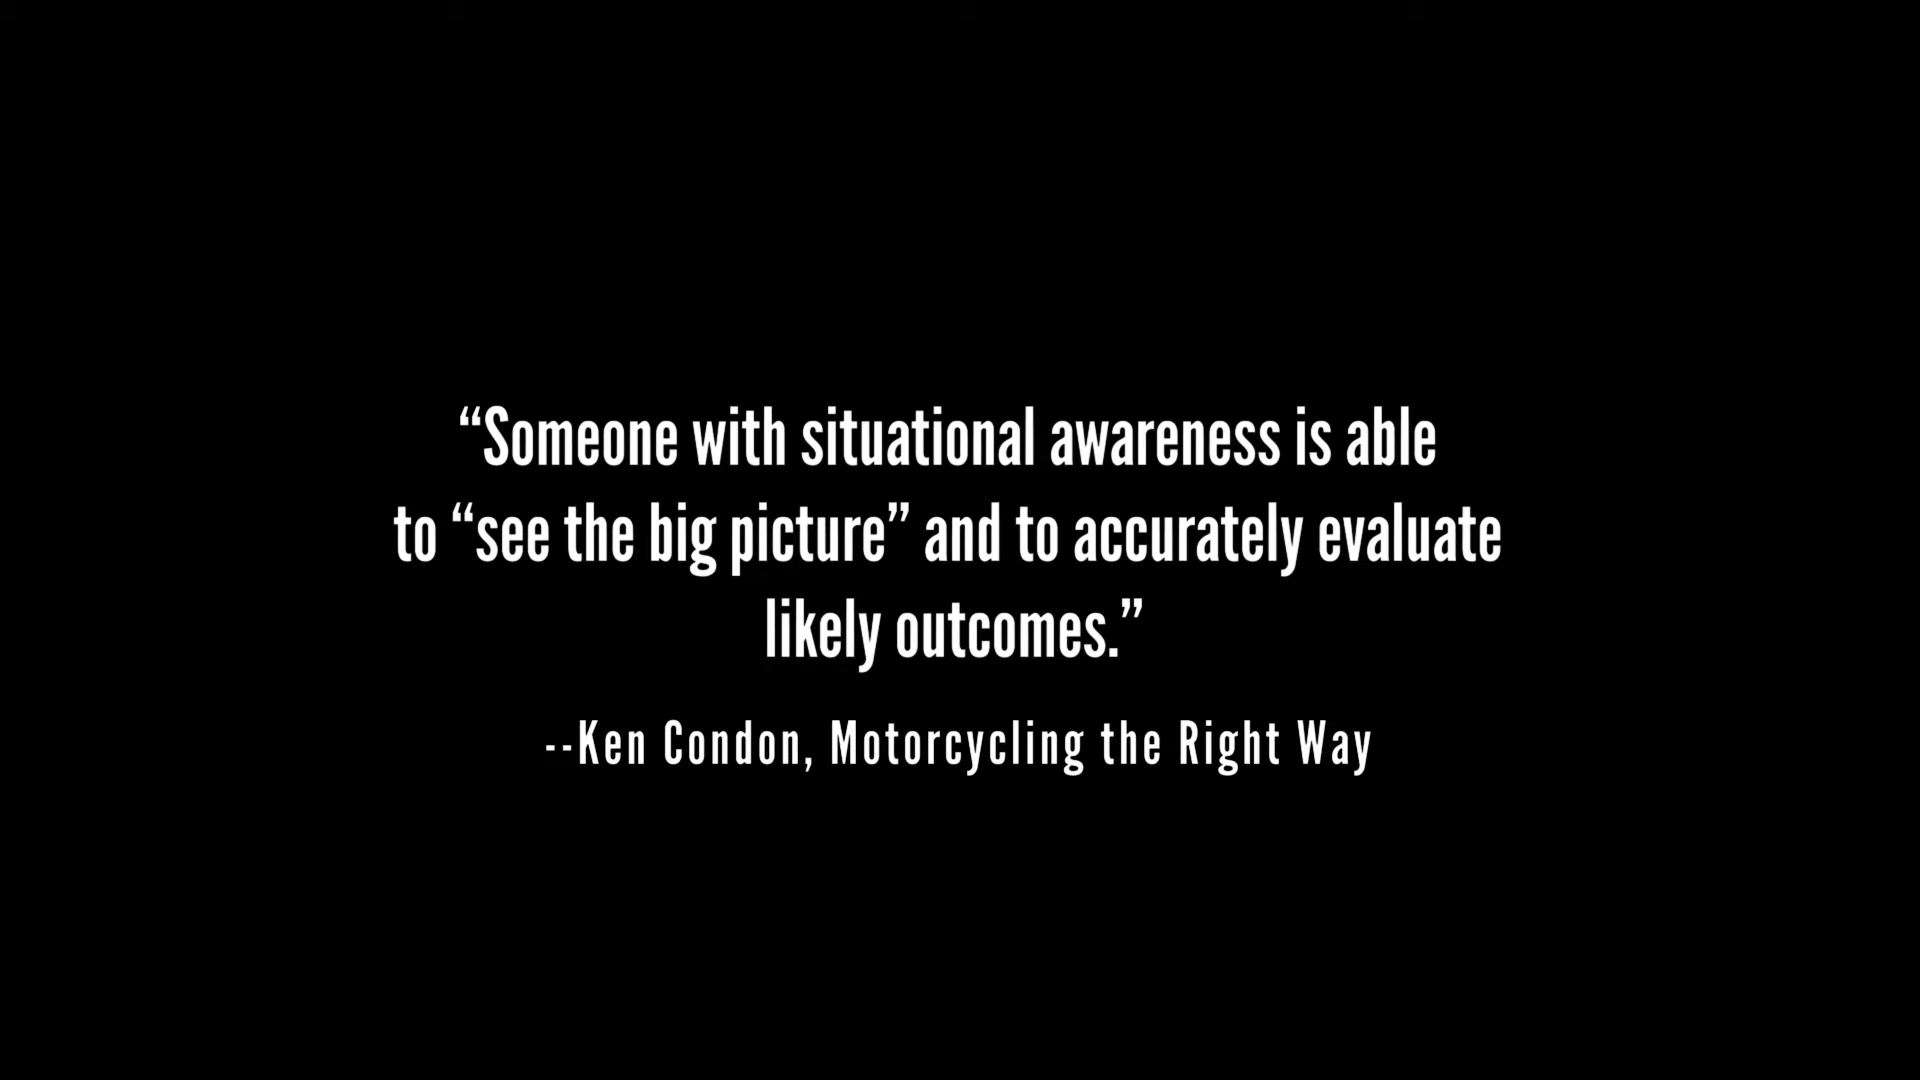 “Someone with situational awareness is able
to “see the big picture” and to accurately evaluate
likely outcomes.”
--Ken Condon, Motorcycling the Right Way